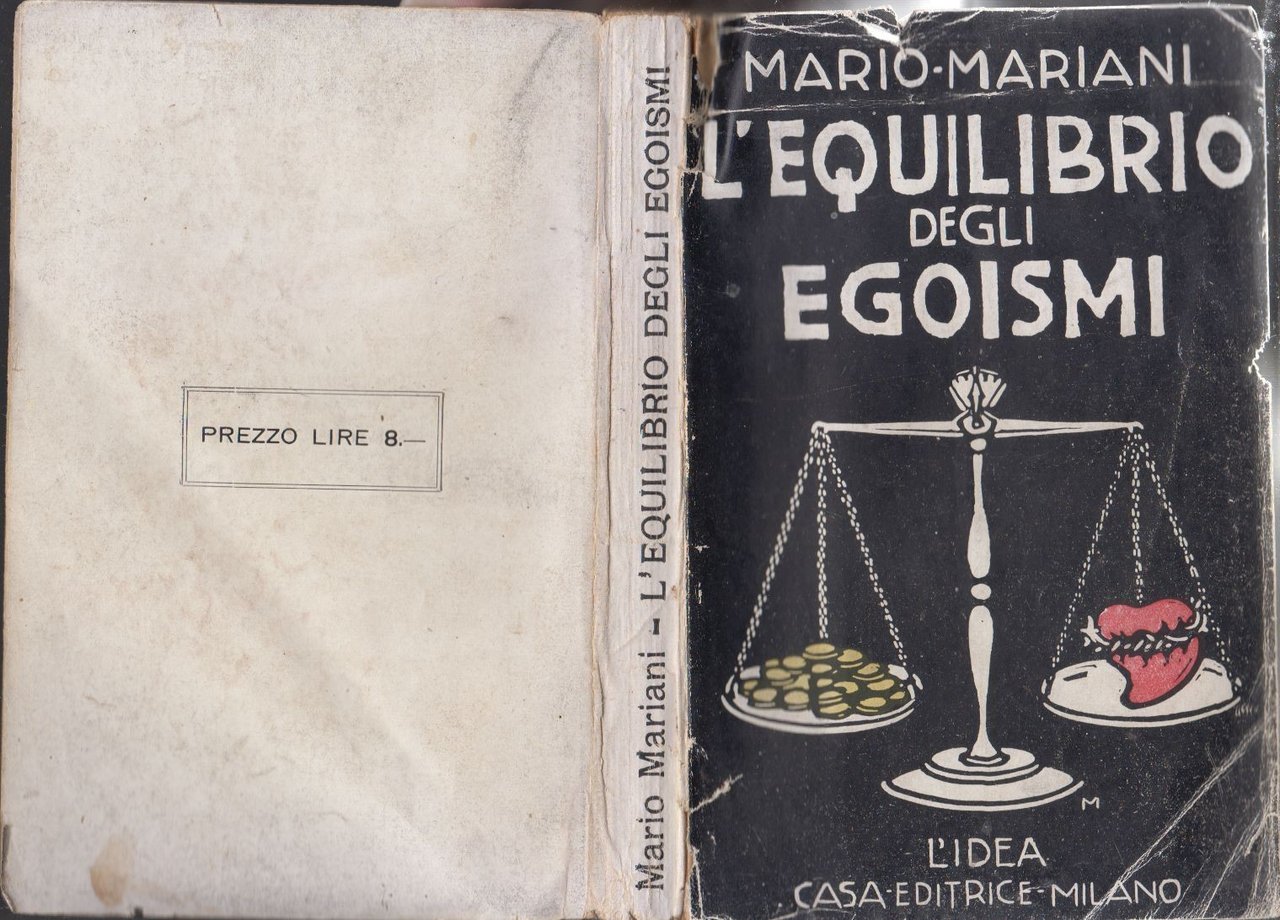 PREZZO LIRE 8.—
Mario Mariani - L'EQUILIBRIO DEGLI EGOISMI
MARIO-MARIANI
L'EQUILIBRIO
DEGLI
EGOISMI
M
L'IDEA
CASA-EDITRICE-MILANO